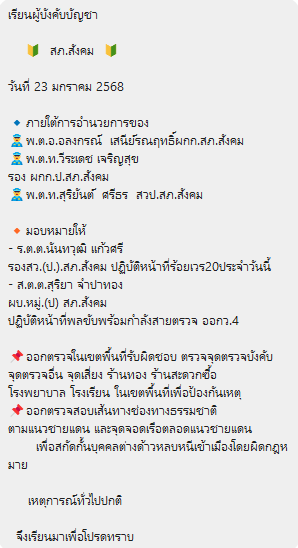 เรียนผู้บังคับบัญชา
🔰 สภ.สังคม 🔰
วันที่ 23 มกราคม 2568
🔹ภายใต้การอำนวยการของ
👮พ.ต.อ.อลงกรณ์ เสนีย์รณฤทธิ์ผกก.สภ.สังคม
👮พ.ต.ท.วีระเดช เจริญสุข
รอง ผกก.ป.สภ.สังคม
👮พ.ต.ท.สุริยันต์ ศรีธร สวป.สภ.สังคม
🔸มอบหมายให้
- ร.ต.ต.นันทวุฒิ แก้วศรี
รองสว.(ป.).สภ.สังคม ปฏิบัติหน้าที่ร้อยเวร20ประจำวันนี้
- ส.ต.ต.สุริยา จำปาทอง
ผบ.หมู่.(ป) สภ.สังคม
ปฏิบัติหน้าที่พลขับพร้อมกำลังสายตรวจ ออกว.4
📌ออกตรวจในเขตพื้นที่รับผิดชอบ ตรวจจุดตรวจบังคับ
จุดตรวจอื่น จุดเสี่ยง ร้านทอง ร้านสะดวกซื้อ
โรงพยาบาล โรงเรียน ในเขตพื้นที่เพื่อป้องกันเหตุ
📌ออกตรวจสอบเส้นทางช่องทางธรรมชาติ
ตามแนวชายแดน และจุดจอดเรือตลอดแนวชายแดน
เพื่อสกัดกั้นบุคคลต่างด้าวหลบหนีเข้าเมืองโดยผิดกฎห
มาย
เหตุการณ์ทั่วไปปกติ
จึงเรียนมาเพื่อโปรดทราบ